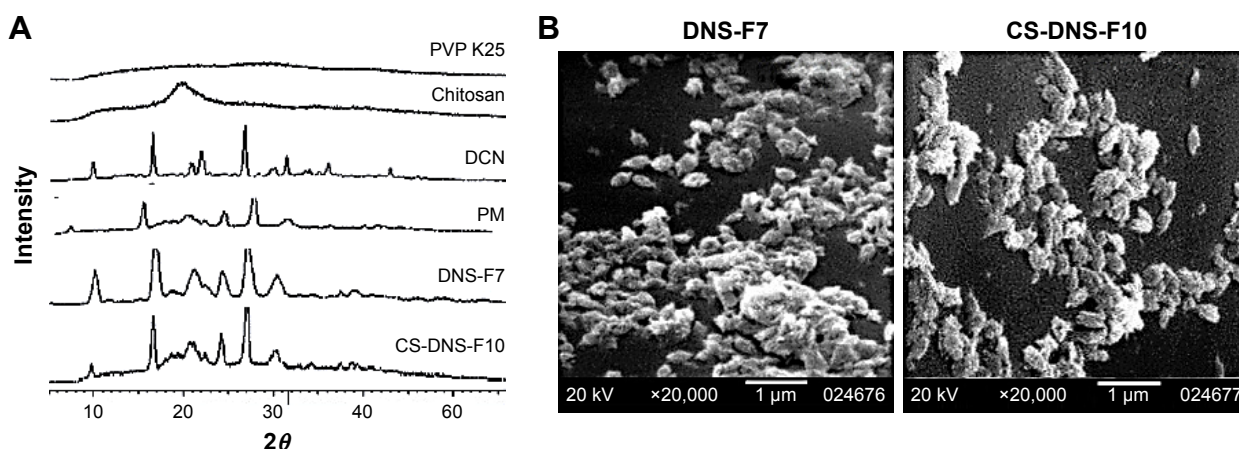 A
PVP K25
Chitosan
DCN
PM
DNS-F7
CS-DNS-F10
Intensity
10 20 30 40 60
2θ
B
DNS-F7
CS-DNS-F10
20 kV ×20,000 1 µm 024676
20 kV ×20,000 1 µm 024677